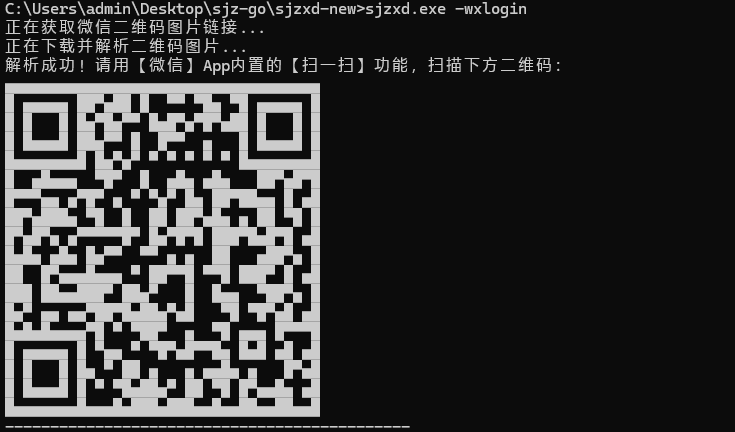 C:\Users\admin\Desktop\sjz-go\sjzxd-new>sjzxd.exe -wxlogin
正在获取微信二维码图片链接...
正在下载并解析二维码图片...
解析成功！请用【微信】App内置的【扫一扫】功能，扫描下方二维码：
---------------------------------------------